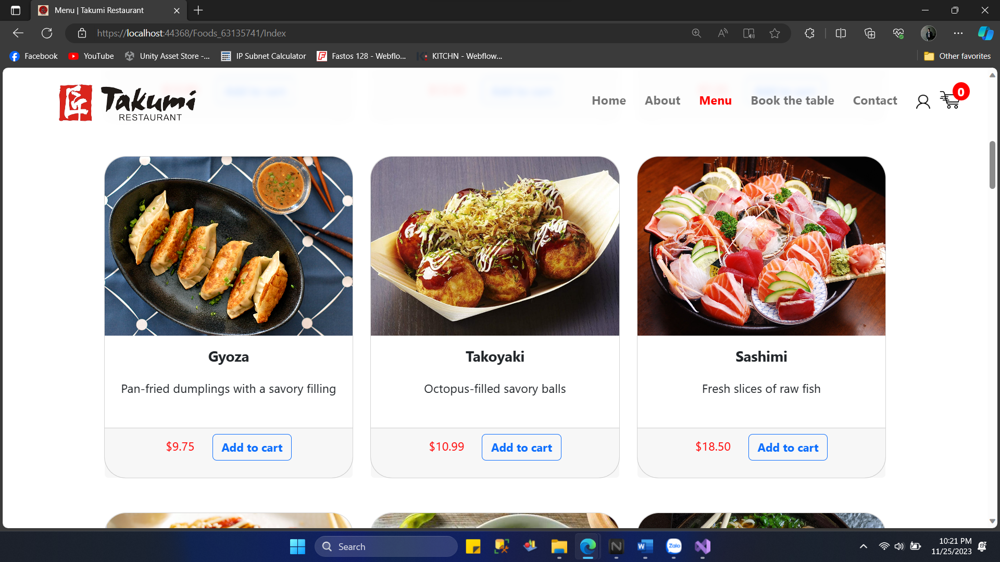 Menu | Takumi Restaurant
https://localhost:44368/Foods_63135741/Index
Facebook
YouTube
Unity Asset Store -...
IP Subnet Calculator
Fastos 128 - Webflo...
KITCHN - Webflow...
Other favorites
匠 Takumi
RESTAURANT
Home
About
Menu
Book the table
Contact
0
Gyoza
Takoyaki
Sashimi
Pan-fried dumplings with a savory filling
Octopus-filled savory balls
Fresh slices of raw fish
$9.75 Add to cart
$10.99 Add to cart
$18.50 Add to cart
Search
Zalo
10:21 PM
11/25/2023